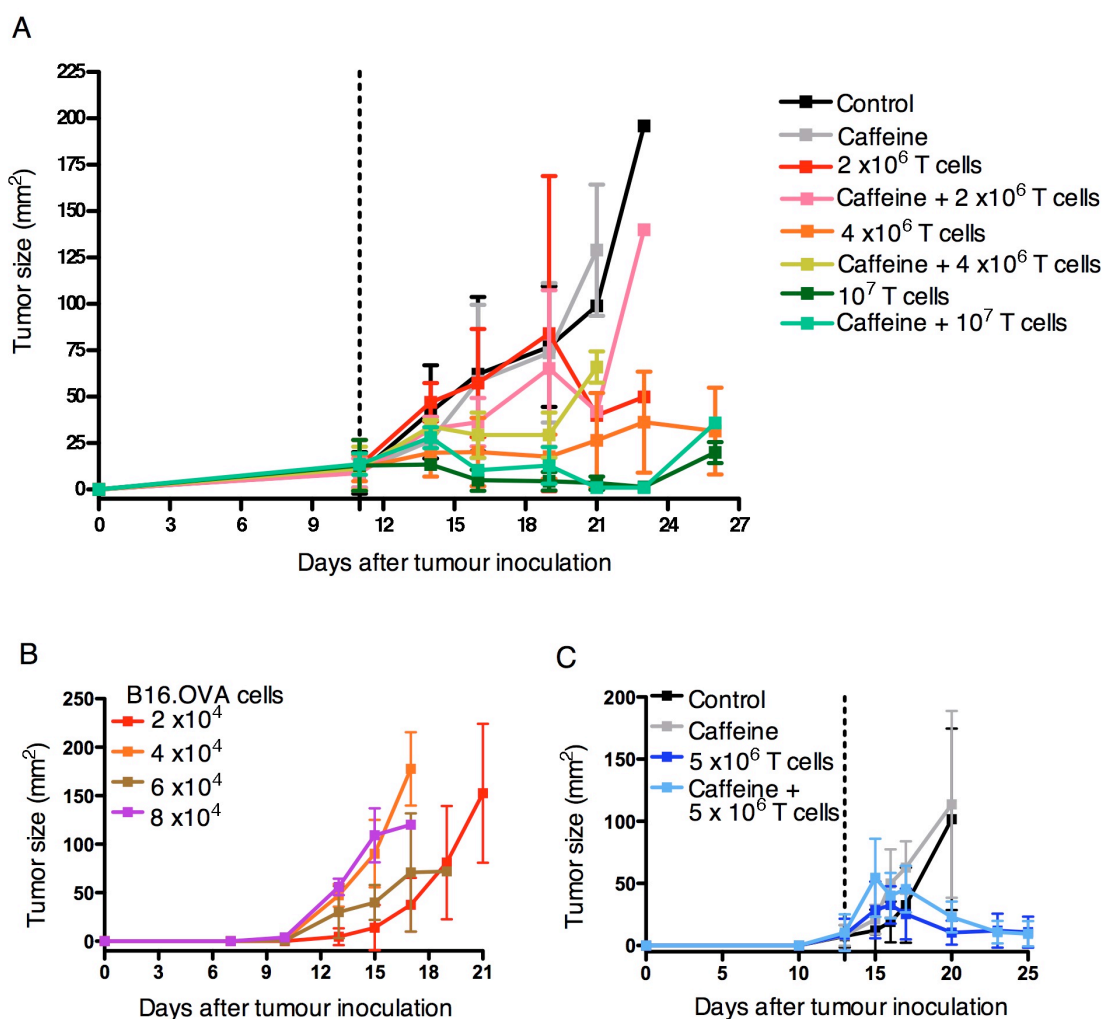 A
225
200
175
150
125
100
75
50
25
0
Tumor size (mm²)
0 3 6 9 12 15 18 21 24 27
Days after tumour inoculation
Control
Caffeine
2 x10⁶ T cells
Caffeine + 2 x10⁶ T cells
4 x10⁶ T cells
Caffeine + 4 x10⁶ T cells
10⁷ T cells
Caffeine + 10⁷ T cells
B
250
200
150
100
50
0
Tumor size (mm²)
B16.OVA cells
2 x10⁴
4 x10⁴
6 x10⁴
8 x10⁴
0 3 6 9 12 15 18 21
Days after tumour inoculation
C
200
150
100
50
0
Tumor size (mm²)
Control
Caffeine
5 x10⁶ T cells
Caffeine +
5 x 10⁶ T cells
0 5 10 15 20 25
Days after tumour inoculation